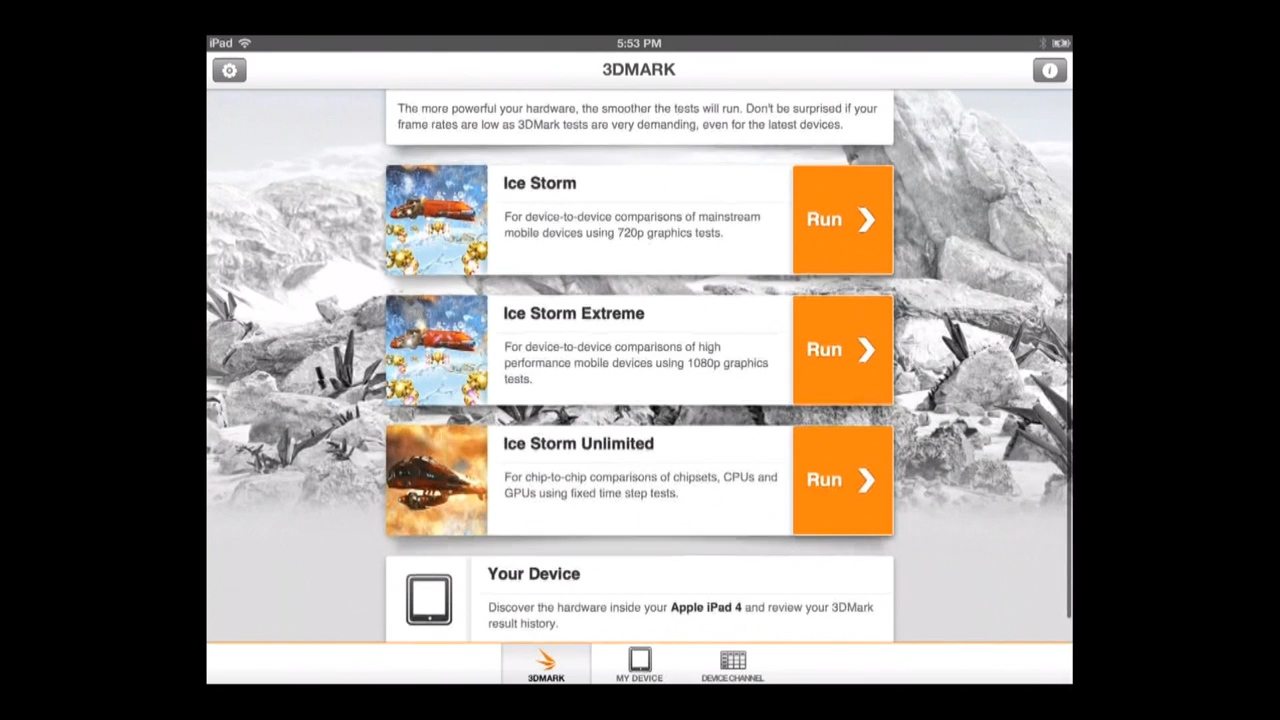 iPad
5:53 PM
3DMARK
The more powerful your hardware, the smoother the tests will run. Don't be surprised if your
frame rates are low as 3DMark tests are very demanding, even for the latest devices.
Ice Storm
For device-to-device comparisons of mainstream
mobile devices using 720p graphics tests.
Run
Ice Storm Extreme
For device-to-device comparisons of high
performance mobile devices using 1080p graphics
tests.
Run
Ice Storm Unlimited
For chip-to-chip comparisons of chipsets, CPUs and
GPUs using fixed time step tests.
Run
Your Device
Discover the hardware inside your Apple iPad 4 and review your 3DMark
result history.
3DMARK
MY DEVICE
DEVICE CHANNEL